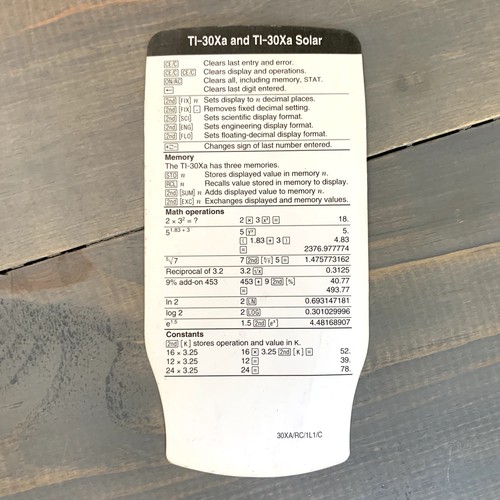 TI-30Xa and TI-30Xa Solar
CE/C Clears last entry and error.
CE/C CE/C Clears display and operations.
ON/AC Clears all, including memory, STAT.
← Clears last digit entered.
2nd [FIX] n Sets display to n decimal places.
2nd [FIX] . Removes fixed decimal setting.
2nd [SCI] Sets scientific display format.
2nd [ENG] Sets engineering display format.
2nd [FLO] Sets floating-decimal display format.
+⇄− Changes sign of last number entered.
Memory
The TI-30Xa has three memories.
STO n Stores displayed value in memory n.
RCL n Recalls value stored in memory to display.
2nd [SUM] n Adds displayed value to memory n.
2nd [EXC] n Exchanges displayed and memory values.
Math operations
2 × 3² = ? 2 × 3 x² = 18.
5^1.83 + 3 5 yˣ 5.
( 1.83 + 3 ) 4.83
= 2376.977774
⁵√7 7 2nd [ˣ√y] 5 = 1.475773162
Reciprocal of 3.2 3.2 1/x 0.3125
9% add-on 453 453 + 9 2nd [%] 40.77
= 493.77
ln 2 2 LN 0.693147181
log 2 2 LOG 0.301029996
e^1.5 1.5 2nd [eˣ] 4.48168907
Constants
2nd [K] stores operation and value in K.
16 × 3.25 16 × 3.25 2nd [K] = 52.
12 × 3.25 12 = 39.
24 × 3.25 24 = 78.
30XA/RC/1L1/C